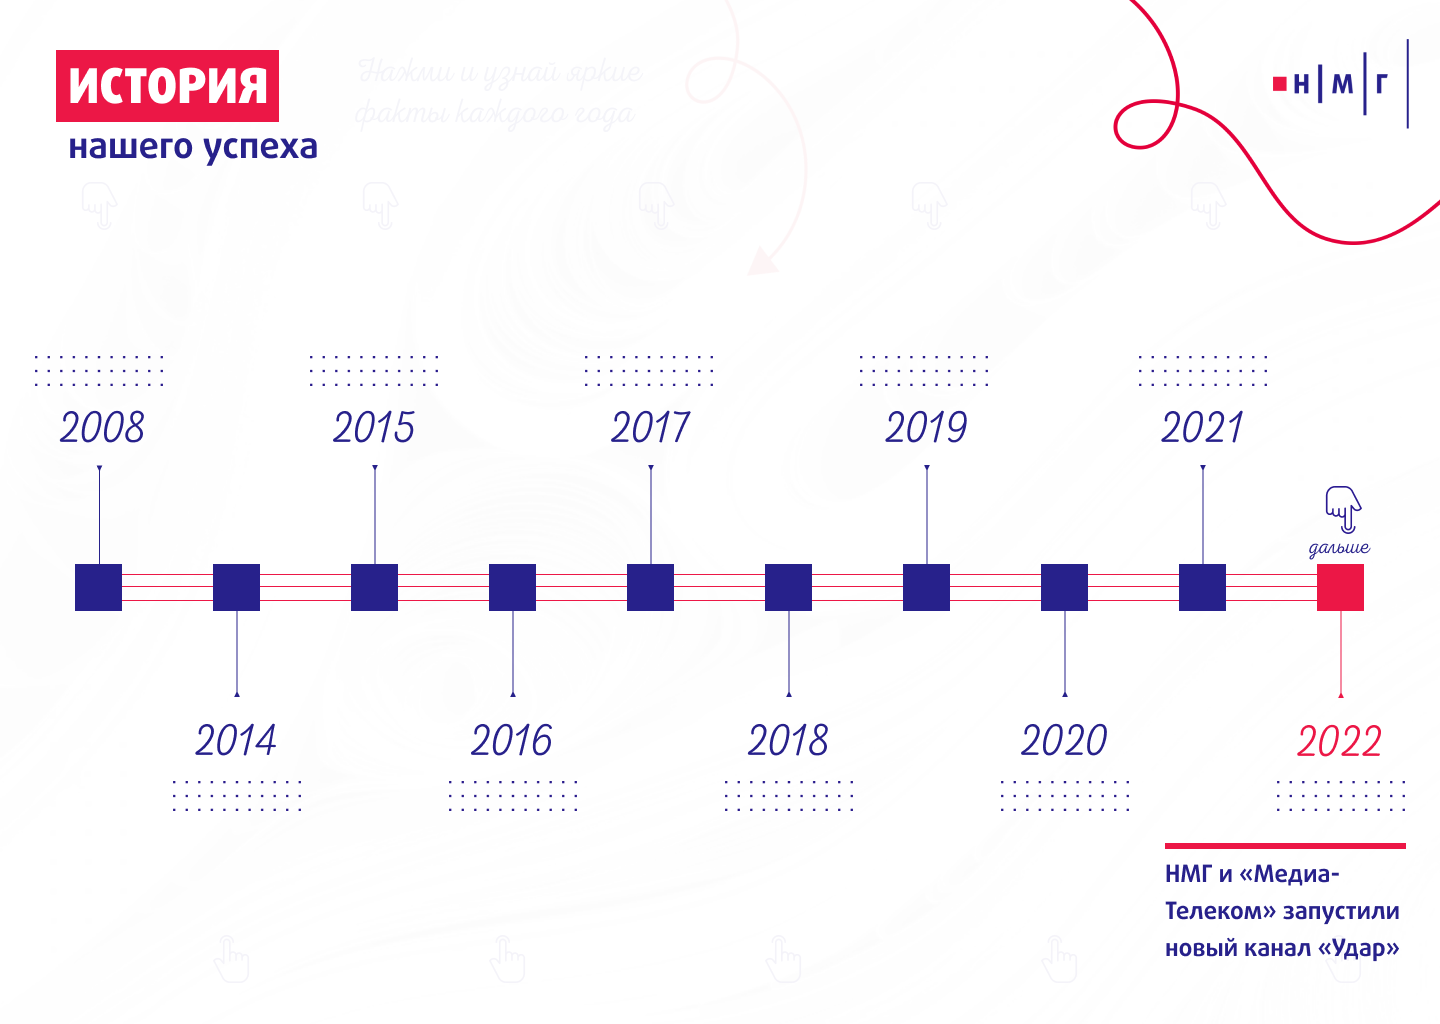 ИСТОРИЯ
нашего успеха
Нажми и узнай яркие
факты каждого года
Н М Г
2008
2015
2017
2019
2021
дальше
2014
2016
2018
2020
2022
НМГ и «Медиа-
Телеком» запустили
новый канал «Удар»